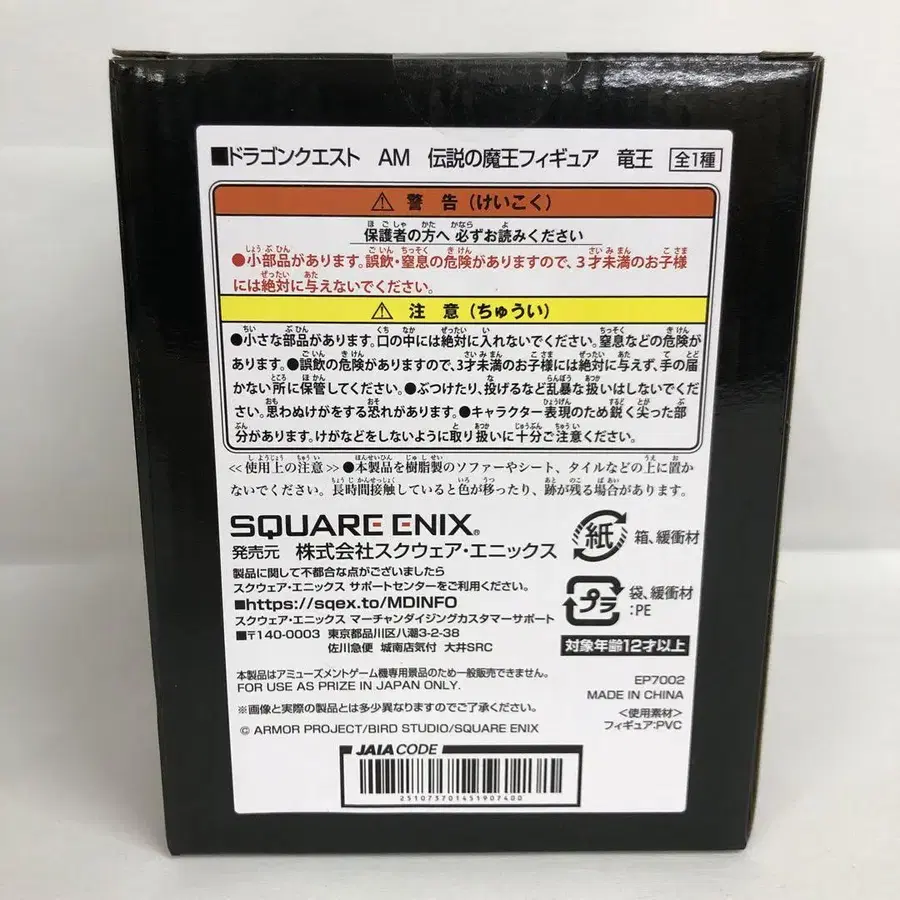 ■ドラゴンクエスト AM 伝説の魔王フィギュア 竜王 全1種
⚠ 警告(けいこく)
保護者の方へ 必ずお読みください
●小部品があります。誤飲・窒息の危険がありますので、3才未満のお子様
には絶対に与えないでください。
⚠ 注意(ちゅうい)
●小さな部品があります。口の中には絶対に入れないでください。窒息などの危険が
あります。●誤飲の危険がありますので、3才未満のお子様には絶対に与えず、手の届
かない所に保管してください。●ぶつけたり、投げるなど乱暴な扱いはしないでくだ
さい。思わぬけがをする恐れがあります。●キャラクター表現のため鋭く尖った部
分があります。けがなどをしないように取り扱いに十分ご注意ください。
≪使用上の注意≫●本製品を樹脂製のソファーやシート、タイルなどの上に置か
ないでください。長時間接触していると色が移ったり、跡が残る場合があります。
SQUARE ENIX®
発売元 株式会社スクウェア・エニックス
製品に関して不都合な点がございましたら
スクウェア・エニックス サポートセンターをご利用ください。
■https://sqex.to/MDINFO
スクウェア・エニックス マーチャンダイジングカスタマーサポート
■〒140-0003 東京都品川区八潮3-2-38
佐川急便 城南店気付 大井SRC
紙 箱、緩衝材
プラ 袋、緩衝材
:PE
対象年齢12才以上
本製品はアミューズメントゲーム機専用景品のため一般販売できません。
FOR USE AS PRIZE IN JAPAN ONLY.
※画像と実際の製品とは多少異なりますのでご了承ください。
© ARMOR PROJECT/BIRD STUDIO/SQUARE ENIX
EP7002
MADE IN CHINA
<使用素材>
フィギュア:PVC
JAIA CODE
251073701451907400